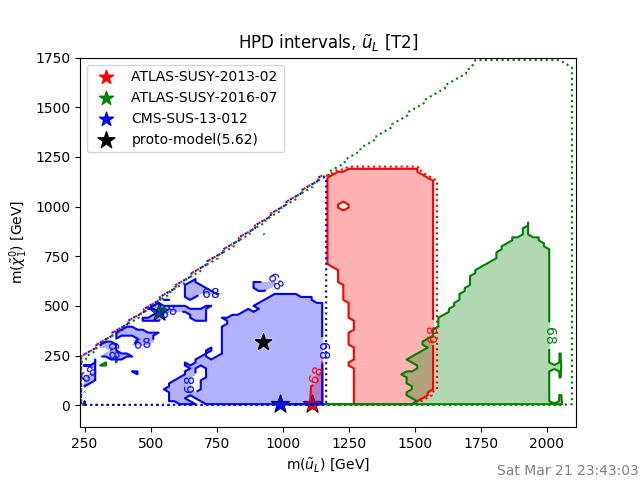 HPD intervals, ũL [T2]
ATLAS-SUSY-2013-02
ATLAS-SUSY-2016-07
CMS-SUS-13-012
proto-model(5.62)
m(χ̃⁰₁) [GeV]
1750
1500
1250
1000
750
500
250
0
68
68
68
68
68
68
68
68
68
68
68
68
250 500 750 1000 1250 1500 1750 2000
m(ũL) [GeV]
Sat Mar 21 23:43:03